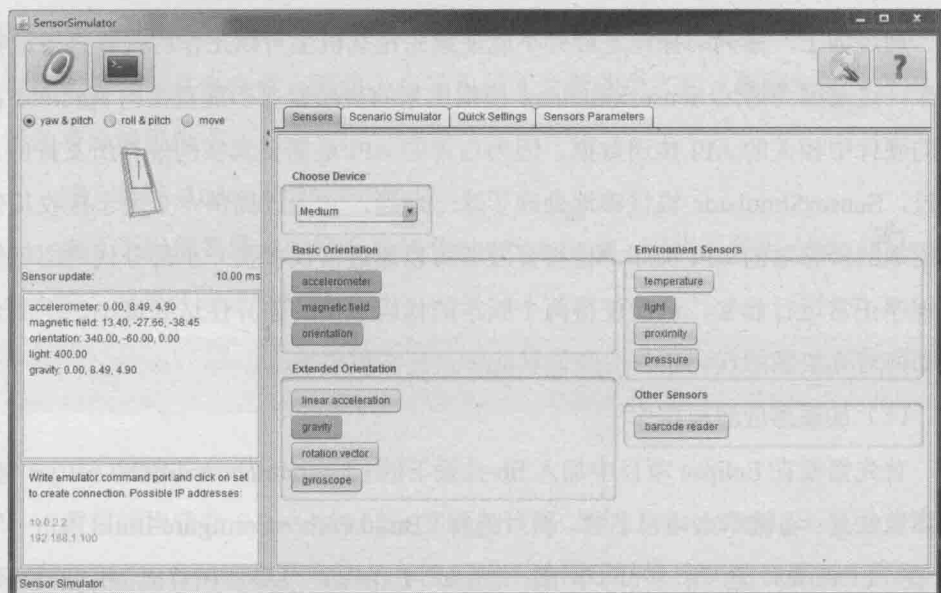 SensorSimulator
yaw & pitch roll & pitch move
Sensor update: 10.00 ms
accelerometer: 0.00, 8.49, 4.90
magnetic field: 13.40, -27.56, -38.45
orientation: 340.00, -60.00, 0.00
light: 400.00
gravity: 0.00, 8.49, 4.90
Write emulator command port and click on set
to create connection. Possible IP addresses:
10.0.2.2
192.168.1.100
Sensors Scenario Simulator Quick Settings Sensors Parameters
Choose Device
Medium
Basic Orientation
accelerometer
magnetic field
orientation
Extended Orientation
linear acceleration
gravity
rotation vector
gyroscope
Environment Sensors
temperature
light
proximity
pressure
Other Sensors
barcode reader
Sensor Simulator